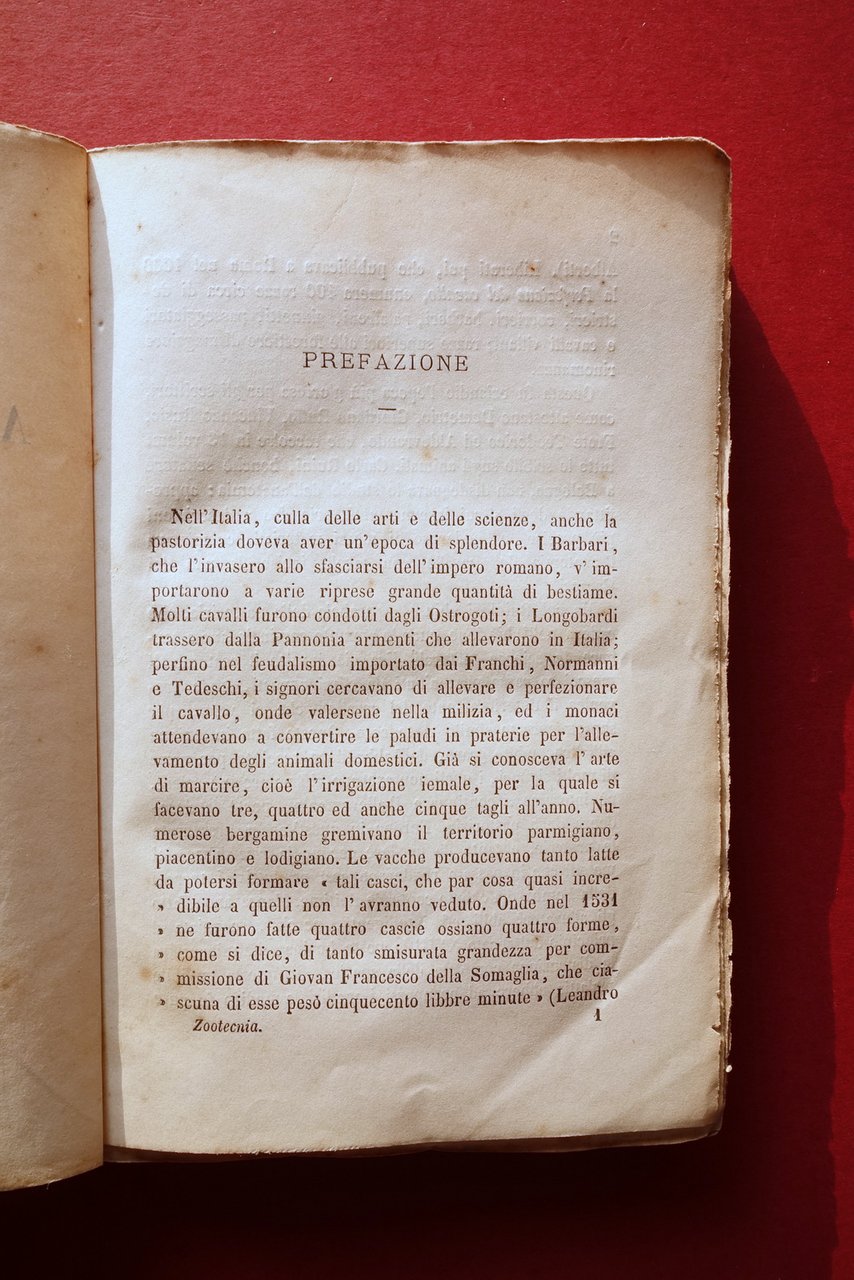 PREFAZIONE
Nell'Italia, culla delle arti e delle scienze, anche la
pastorizia doveva aver un'epoca di splendore. I Barbari,
che l'invasero allo sfasciarsi dell'impero romano, v'im-
portarono a varie riprese grande quantità di bestiame.
Molti cavalli furono condotti dagli Ostrogoti; i Longobardi
trassero dalla Pannonia armenti che allevarono in Italia;
perfino nel feudalismo importato dai Franchi, Normanni
e Tedeschi, i signori cercavano di allevare e perfezionare
il cavallo, onde valersene nella milizia, ed i monaci
attendevano a convertire le paludi in praterie per l'alle-
vamento degli animali domestici. Già si conosceva l'arte
di marcire, cioè l'irrigazione iemale, per la quale si
facevano tre, quattro ed anche cinque tagli all'anno. Nu-
merose bergamine gremivano il territorio parmigiano,
piacentino e lodigiano. Le vacche producevano tanto latte
da potersi formare « tali casci, che par cosa quasi incre-
» dibile a quelli non l'avranno veduto. Onde nel 1531
» ne furono fatte quattro cascie ossiano quattro forme,
» come si dice, di tanto smisurata grandezza per com-
» missione di Giovan Francesco della Somaglia, che cia-
» scuna di esse pesò cinquecento libbre minute » (Leandro
Zootecnia. 1